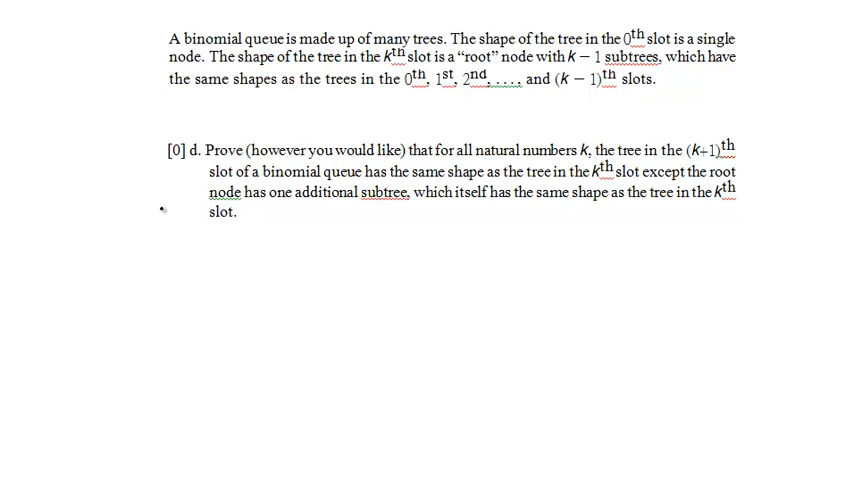 A binomial queue is made up of many trees. The shape of the tree in the 0th slot is a single
node. The shape of the tree in the kth slot is a “root” node with k – 1 subtrees, which have
the same shapes as the trees in the 0th, 1st, 2nd, …., and (k – 1)th slots.
[0] d. Prove (however you would like) that for all natural numbers k, the tree in the (k+1)th
slot of a binomial queue has the same shape as the tree in the kth slot except the root
node has one additional subtree, which itself has the same shape as the tree in the kth
slot.